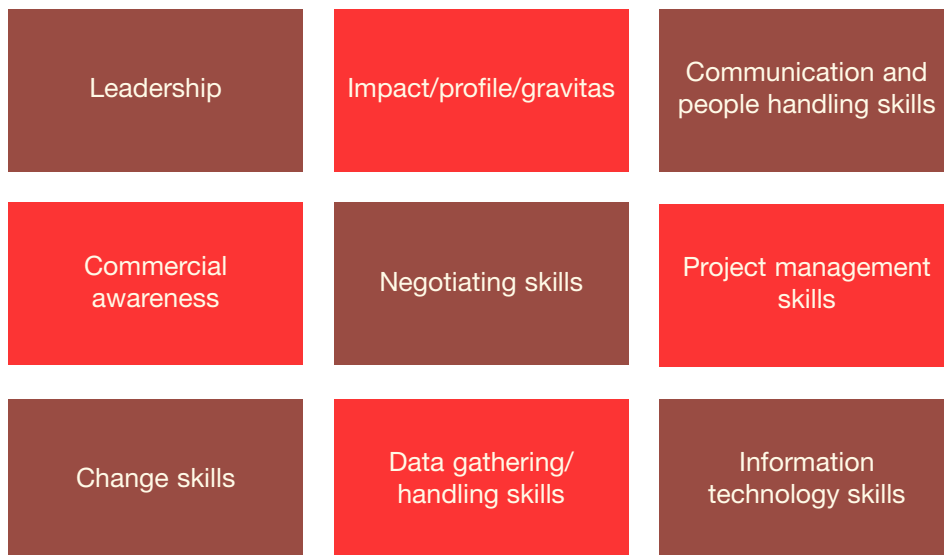 Leadership
Impact/profile/gravitas
Communication and
people handling skills
Commercial
awareness
Negotiating skills
Project management
skills
Change skills
Data gathering/
handling skills
Information
technology skills